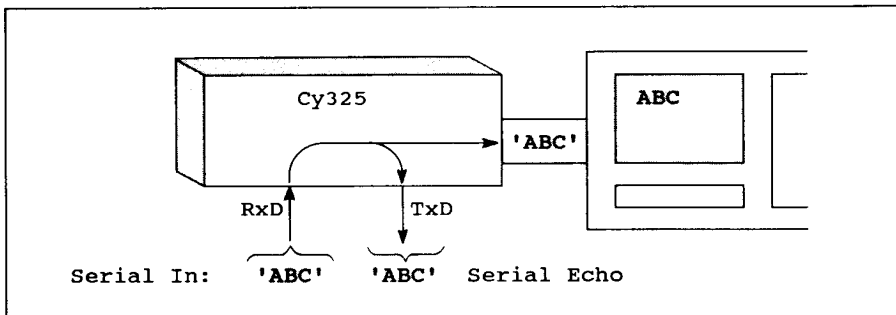 Cy325
ABC
'ABC'
RxD TxD
Serial In: 'ABC' 'ABC' Serial Echo